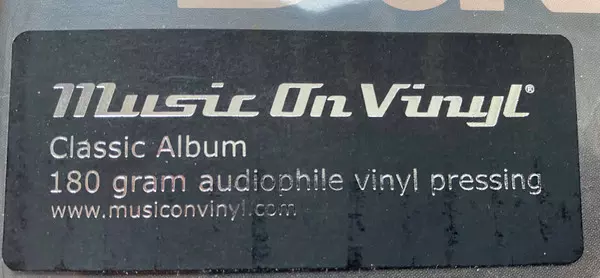 Music On Vinyl®
Classic Album
180 gram audiophile vinyl pressing
www.musiconvinyl.com